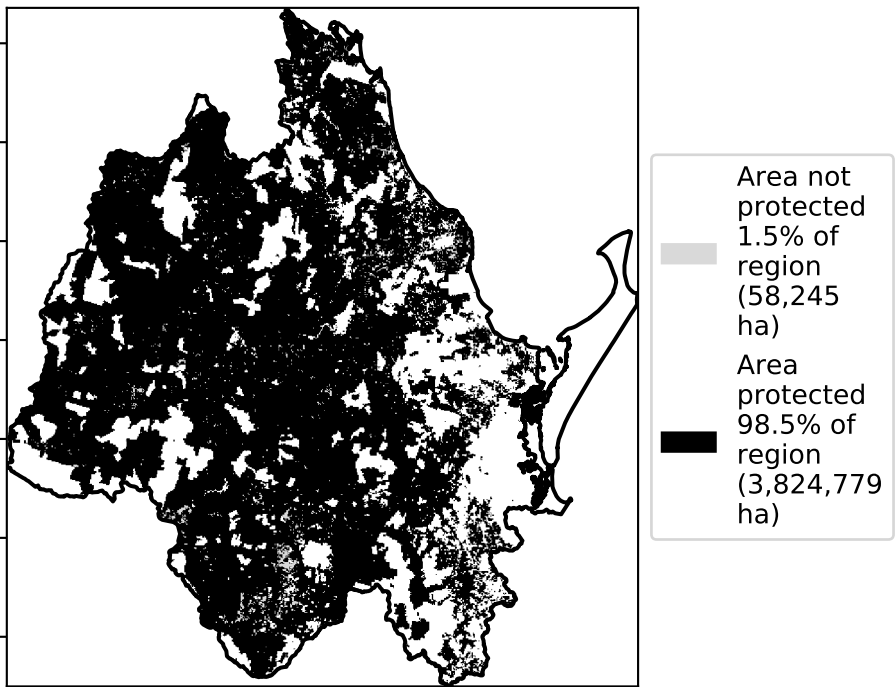 Area not
protected
1.5% of
region
(58,245
ha)
Area
protected
98.5% of
region
(3,824,779
ha)